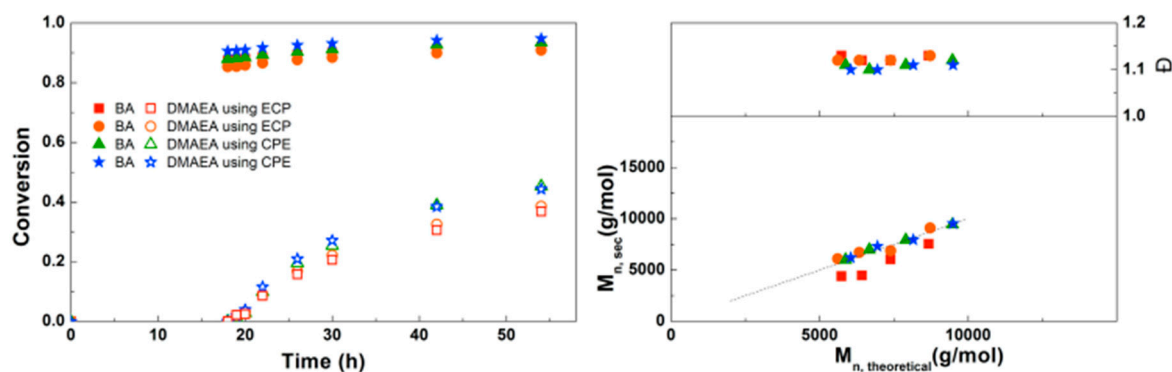 1.0
0.8
0.6
0.4
0.2
0.0
Conversion
BA DMAEA using ECP
BA DMAEA using ECP
BA DMAEA using CPE
BA DMAEA using CPE
0 10 20 30 40 50
Time (h)
1.2
1.1
1.0
Đ
15000
10000
5000
0
Mn, sec (g/mol)
0 5000 10000 15000
Mn, theoretical(g/mol)